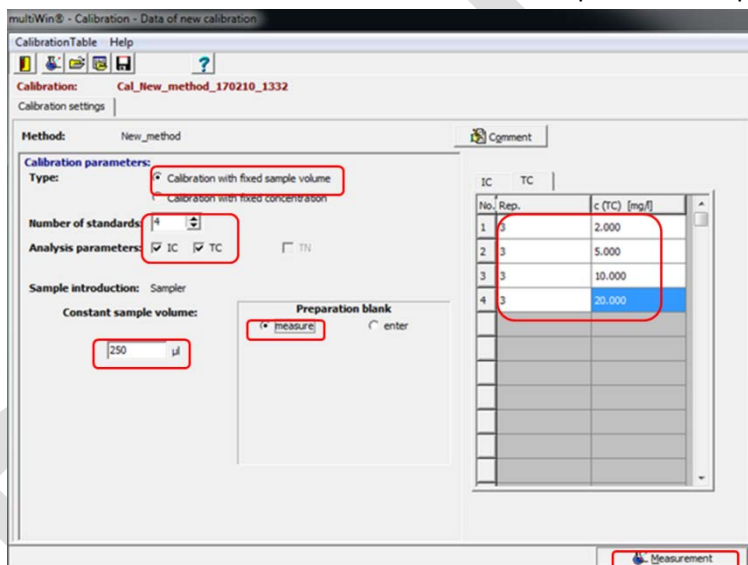 multiWin® - Calibration - Data of new calibration
CalibrationTable Help
?
Calibration: Cal_New_method_170210_1332
Calibration settings
Method: New_method
Comment
Calibration parameters:
Type: Calibration with fixed sample volume
Calibration with fixed concentration
Number of standards: 4
Analysis parameters: IC TC TN
Sample introduction: Sampler
Constant sample volume:
250 µl
Preparation blank
measure enter
IC TC
No. Rep. c (TC) [mg/l]
1 3 2.000
2 3 5.000
3 3 10.000
4 3 20.000
Measurement